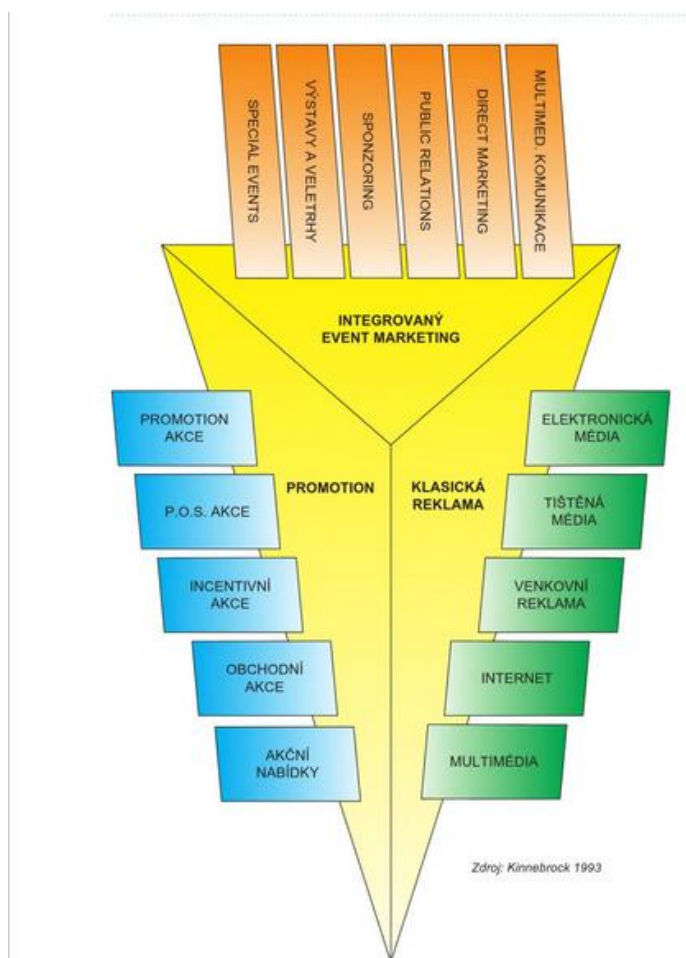 SPECIAL EVENTS
VÝSTAVY A VELETRHY
SPONZORING
PUBLIC RELATIONS
DIRECT MARKETING
MULTIMED. KOMUNIKACE
INTEGROVANÝ
EVENT MARKETING
PROMOTION
AKCE
P.O.S. AKCE
INCENTIVNÍ
AKCE
OBCHODNÍ
AKCE
AKČNÍ
NABÍDKY
PROMOTION
KLASICKÁ
REKLAMA
ELEKTRONICKÁ
MÉDIA
TIŠTĚNÁ
MÉDIA
VENKOVNÍ
REKLAMA
INTERNET
MULTIMÉDIA
Zdroj: Kinnebrock 1993